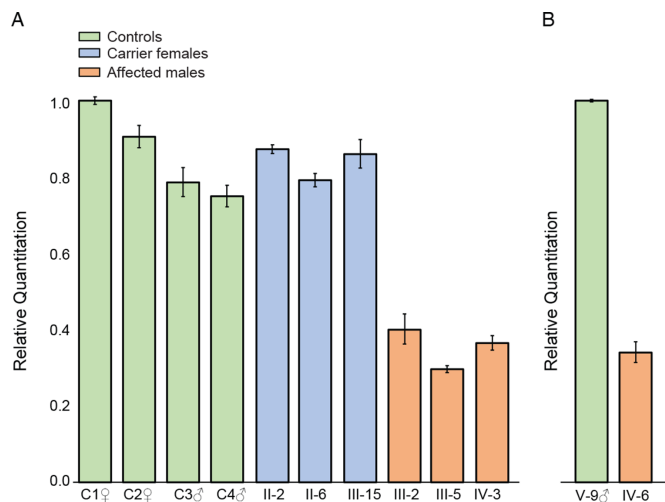 A
B
Controls
Carrier females
Affected males
Relative Quantitation
1.0
0.8
0.6
0.4
0.2
0.0
C1♀ C2♀ C3♂ C4♂ II-2 II-6 III-15 III-2 III-5 IV-3
Relative Quantitation
V-9♂ IV-6